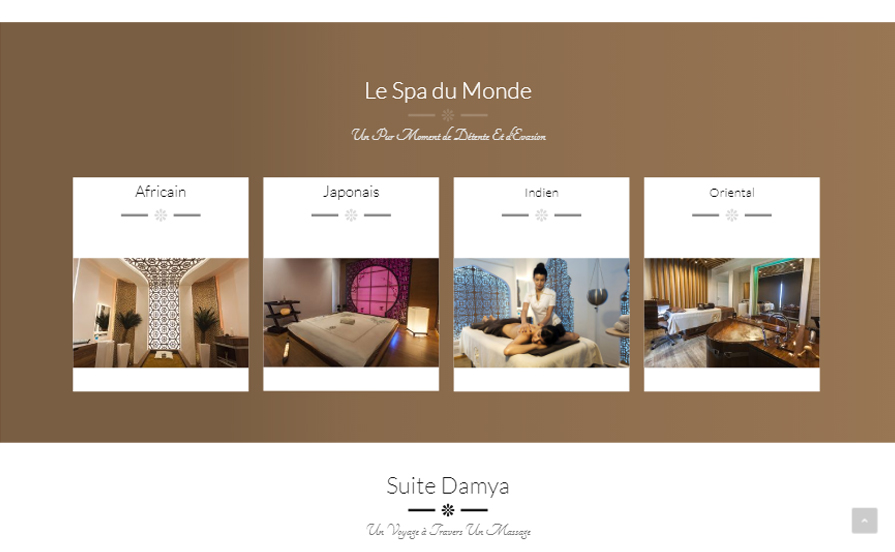 Le Spa du Monde
Un Pur Moment de Détente Et d'Evasion
Africain
Japonais
Indien
Oriental
Suite Damya
Un Voyage à Travers Un Massage